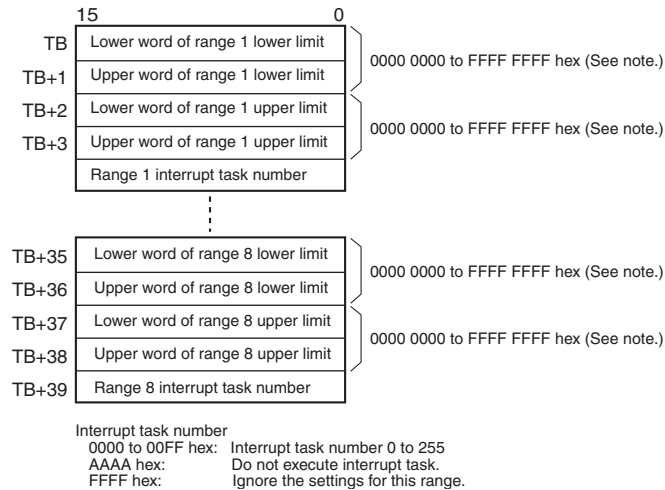 15 0
TB Lower word of range 1 lower limit
TB+1 Upper word of range 1 lower limit
0000 0000 to FFFF FFFF hex (See note.)
TB+2 Lower word of range 1 upper limit
TB+3 Upper word of range 1 upper limit
0000 0000 to FFFF FFFF hex (See note.)
Range 1 interrupt task number
TB+35 Lower word of range 8 lower limit
TB+36 Upper word of range 8 lower limit
0000 0000 to FFFF FFFF hex (See note.)
TB+37 Lower word of range 8 upper limit
TB+38 Upper word of range 8 upper limit
0000 0000 to FFFF FFFF hex (See note.)
TB+39 Range 8 interrupt task number
Interrupt task number
0000 to 00FF hex: Interrupt task number 0 to 255
AAAA hex: Do not execute interrupt task.
FFFF hex: Ignore the settings for this range.